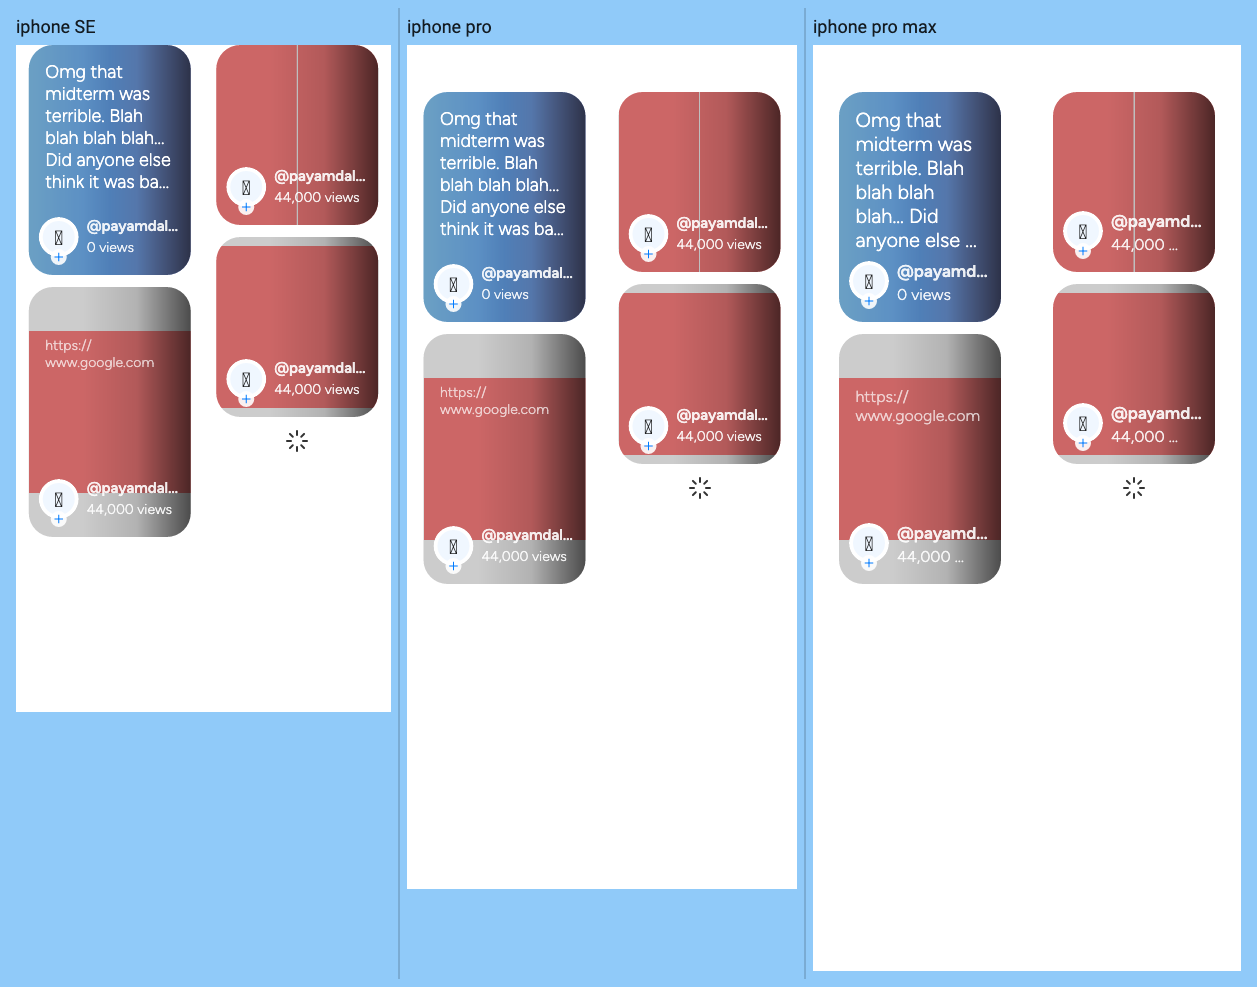 iphone SE
Omg that
midterm was
terrible. Blah
blah blah blah...
Did anyone else
think it was ba...
@payamdal...
0 views
https://
www.google.com
@payamdal...
44,000 views
@payamdal...
44,000 views
@payamdal...
44,000 views
iphone pro
Omg that
midterm was
terrible. Blah
blah blah blah...
Did anyone else
think it was ba...
@payamdal...
0 views
https://
www.google.com
@payamdal...
44,000 views
@payamdal...
44,000 views
@payamdal...
44,000 views
iphone pro max
Omg that
midterm was
terrible. Blah
blah blah
blah... Did
anyone else ...
@payamd...
0 views
https://
www.google.com
@payamd...
44,000 ...
@payamd...
44,000 ...
@payamd...
44,000 ...